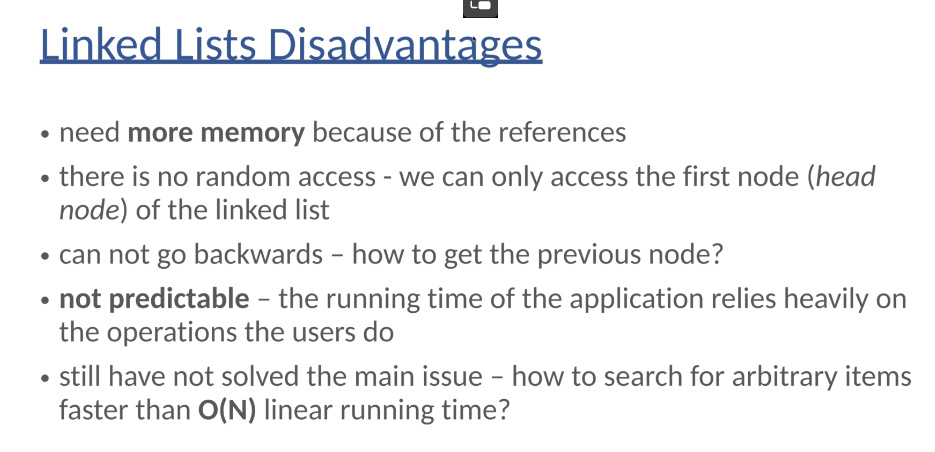 Linked Lists Disadvantages
• need more memory because of the references
• there is no random access - we can only access the first node (head
node) of the linked list
• can not go backwards – how to get the previous node?
• not predictable – the running time of the application relies heavily on
the operations the users do
• still have not solved the main issue – how to search for arbitrary items
faster than O(N) linear running time?